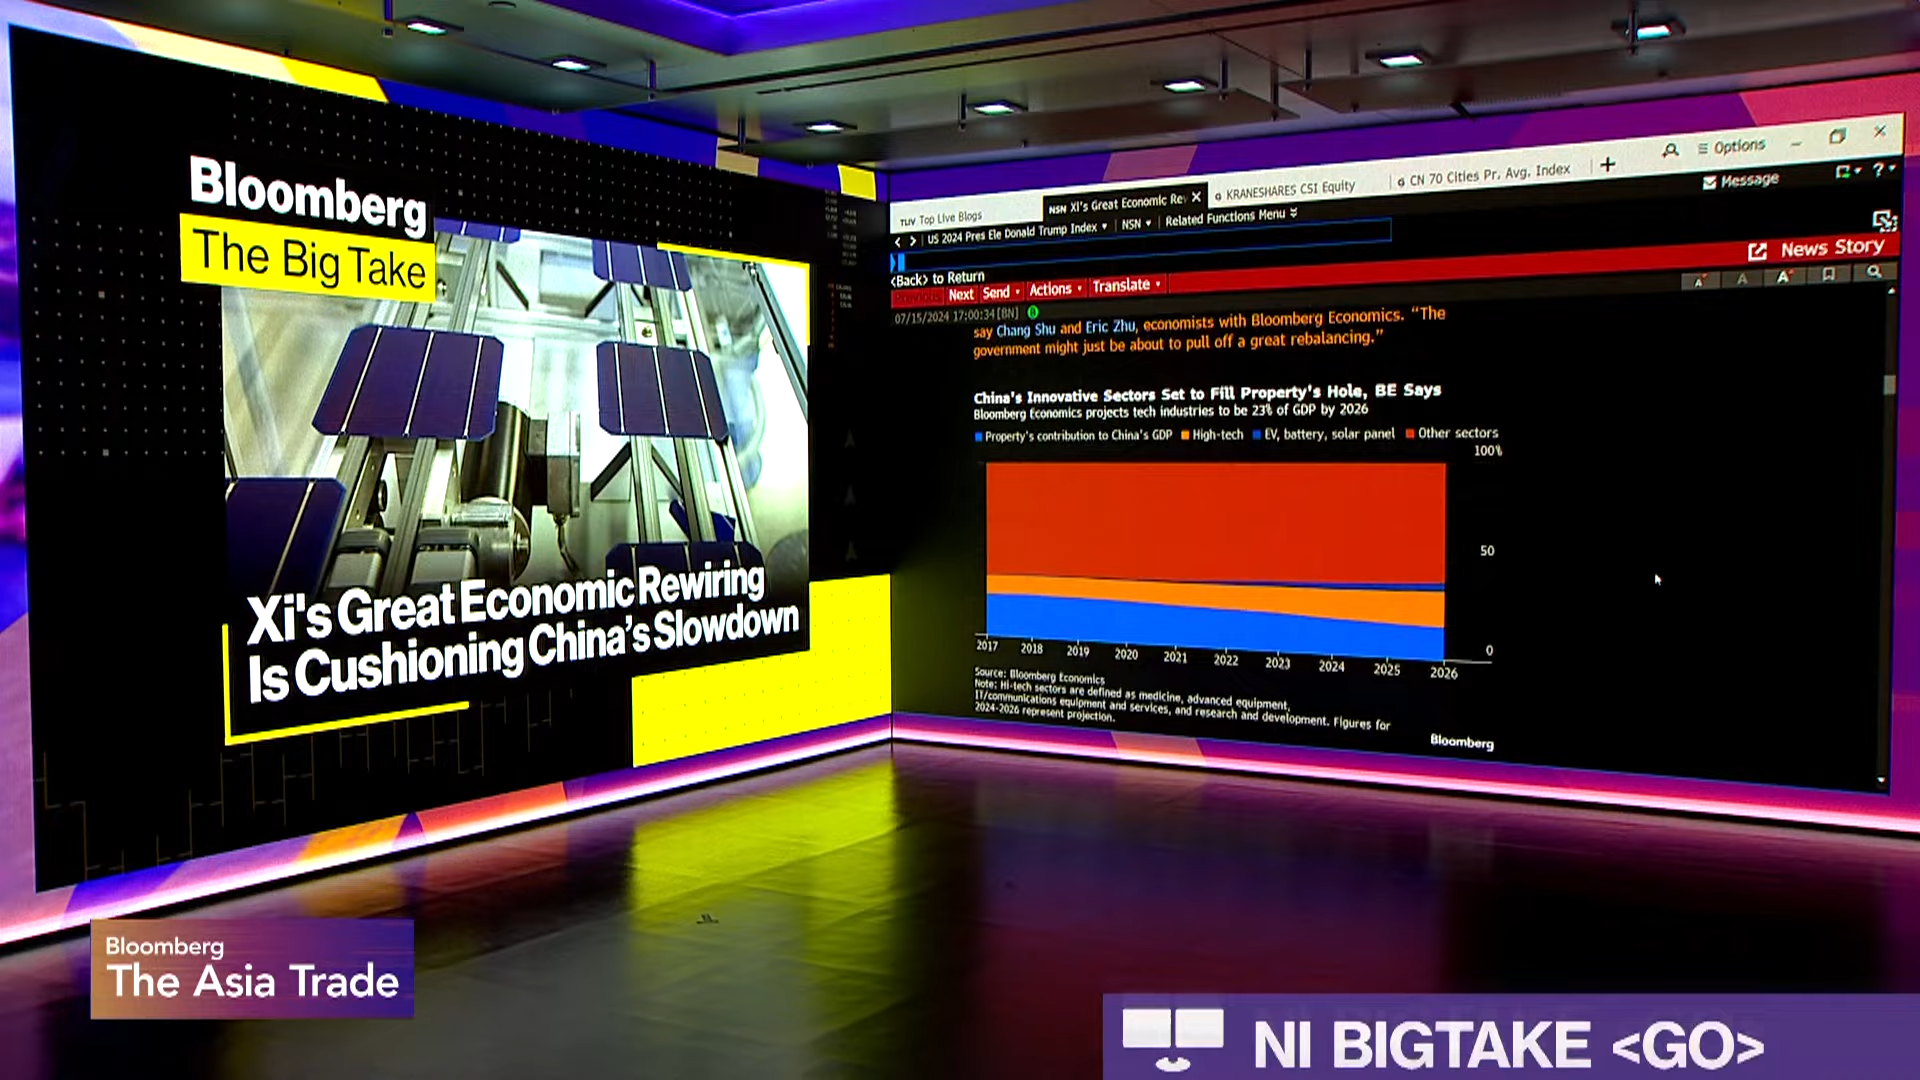 Bloomberg
The Big Take
Xi's Great Economic Rewiring
Is Cushioning China's Slowdown
TLIV Top Live Blogs
NSN Xi's Great Economic Re
G KRANESHARES CSI Equity
G CN 70 Cities Pr. Avg. Index
Options
Message
US 2024 Pres Ele Donald Trump Index
NSN
Related Functions Menu
News Story
<Back> to Return
Next
Send
Actions
Translate
07/15/2024 17:00:34 [BN]
say Chang Shu and Eric Zhu, economists with Bloomberg Economics. “The
government might just be about to pull off a great rebalancing.”
China's Innovative Sectors Set to Fill Property's Hole, BE Says
Bloomberg Economics projects tech industries to be 23% of GDP by 2026
Property's contribution to China's GDP High-tech EV, battery, solar panel Other sectors
100%
50
0
2017 2018 2019 2020 2021 2022 2023 2024 2025 2026
Source: Bloomberg Economics
Note: Hi-tech sectors are defined as medicine, advanced equipment,
IT/communications equipment and services, and research and development. Figures for
2024-2026 represent projection.
Bloomberg
Bloomberg
The Asia Trade
NI BIGTAKE <GO>